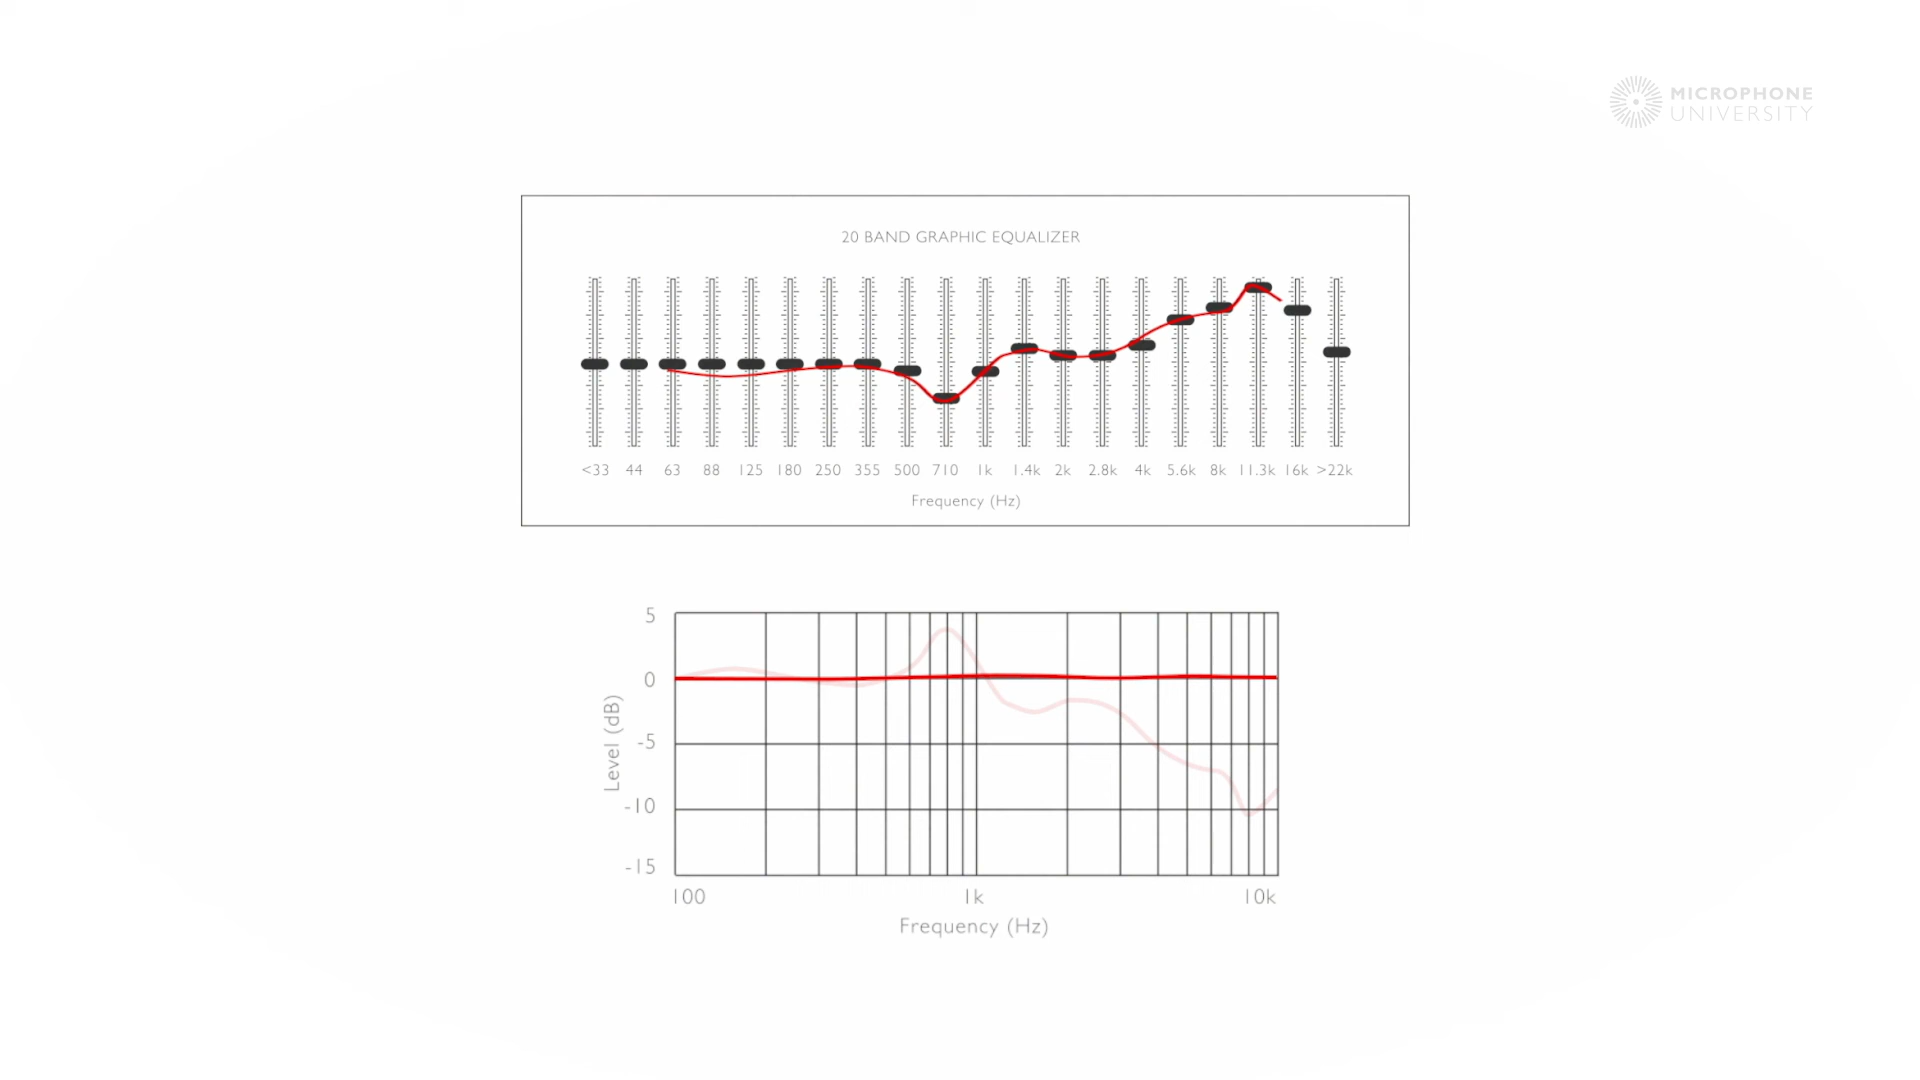 MICROPHONE
UNIVERSITY
20 BAND GRAPHIC EQUALIZER
<33 44 63 88 125 180 250 355 500 710 1k 1.4k 2k 2.8k 4k 5.6k 8k 11.3k 16k >22k
Frequency (Hz)
5
0
-5
-10
-15
Level (dB)
100 1k 10k
Frequency (Hz)